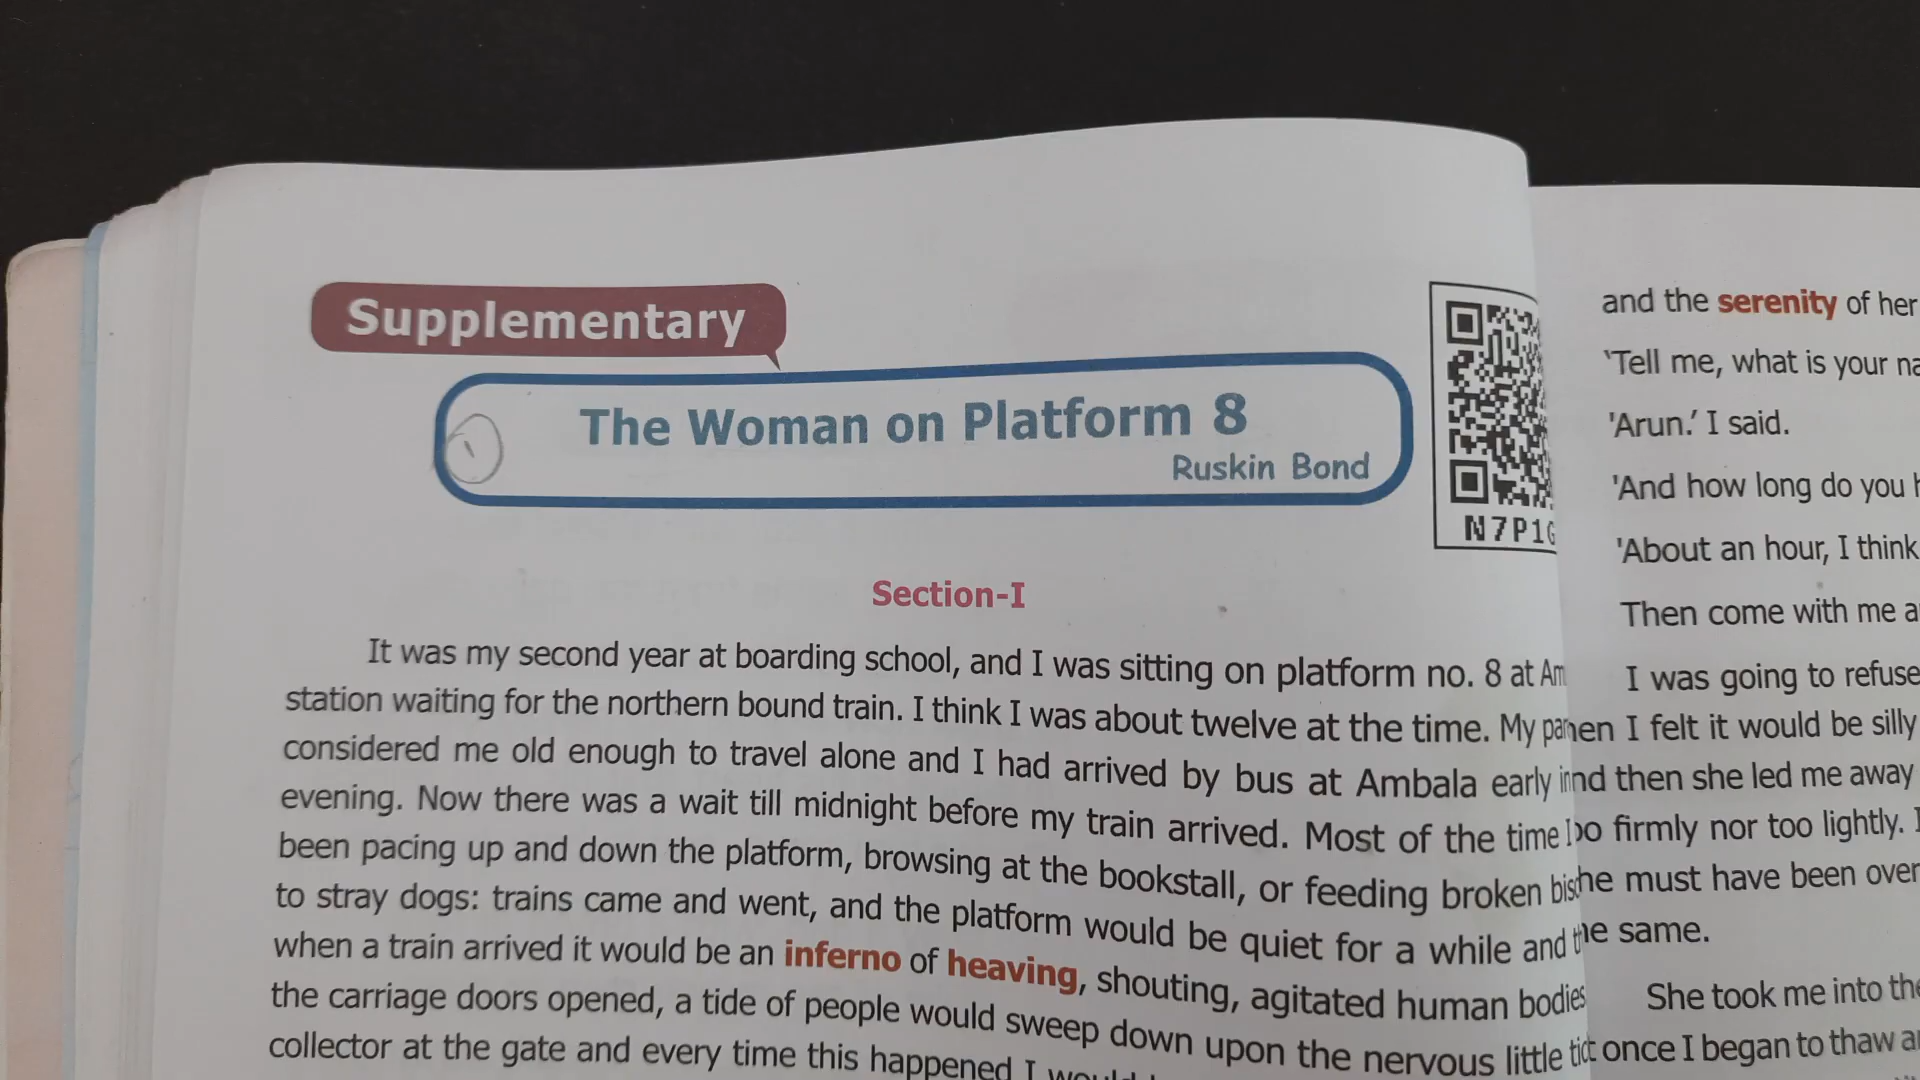 Supplementary
The Woman on Platform 8
Ruskin Bond
N7P1G
Section-I
It was my second year at boarding school, and I was sitting on platform no. 8 at
station waiting for the northern bound train. I think I was about twelve at the time. My
considered me old enough to travel alone and I had arrived by bus at Ambala early in
evening. Now there was a wait till midnight before my train arrived. Most of the time I
been pacing up and down the platform, browsing at the bookstall, or feeding broken
to stray dogs: trains came and went, and the platform would be quiet for a while and
when a train arrived it would be an inferno of heaving, shouting, agitated human bodies
the carriage doors opened, a tide of people would sweep down upon the nervous little
collector at the gate and every time this happened I
and the serenity of her
'Tell me, what is your
'Arun.' I said.
'And how long do you
'About an hour, I think
Then come with me
I was going to refuse
I felt it would be silly
then she led me away
firmly nor too lightly.
must have been over
same.
She took me into the
once I began to thaw